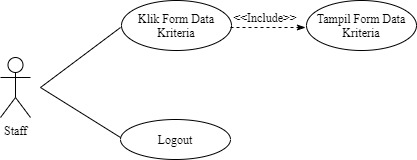 Klik Form Data
Kriteria
<<Include>>
Tampil Form Data
Kriteria
Staff
Logout